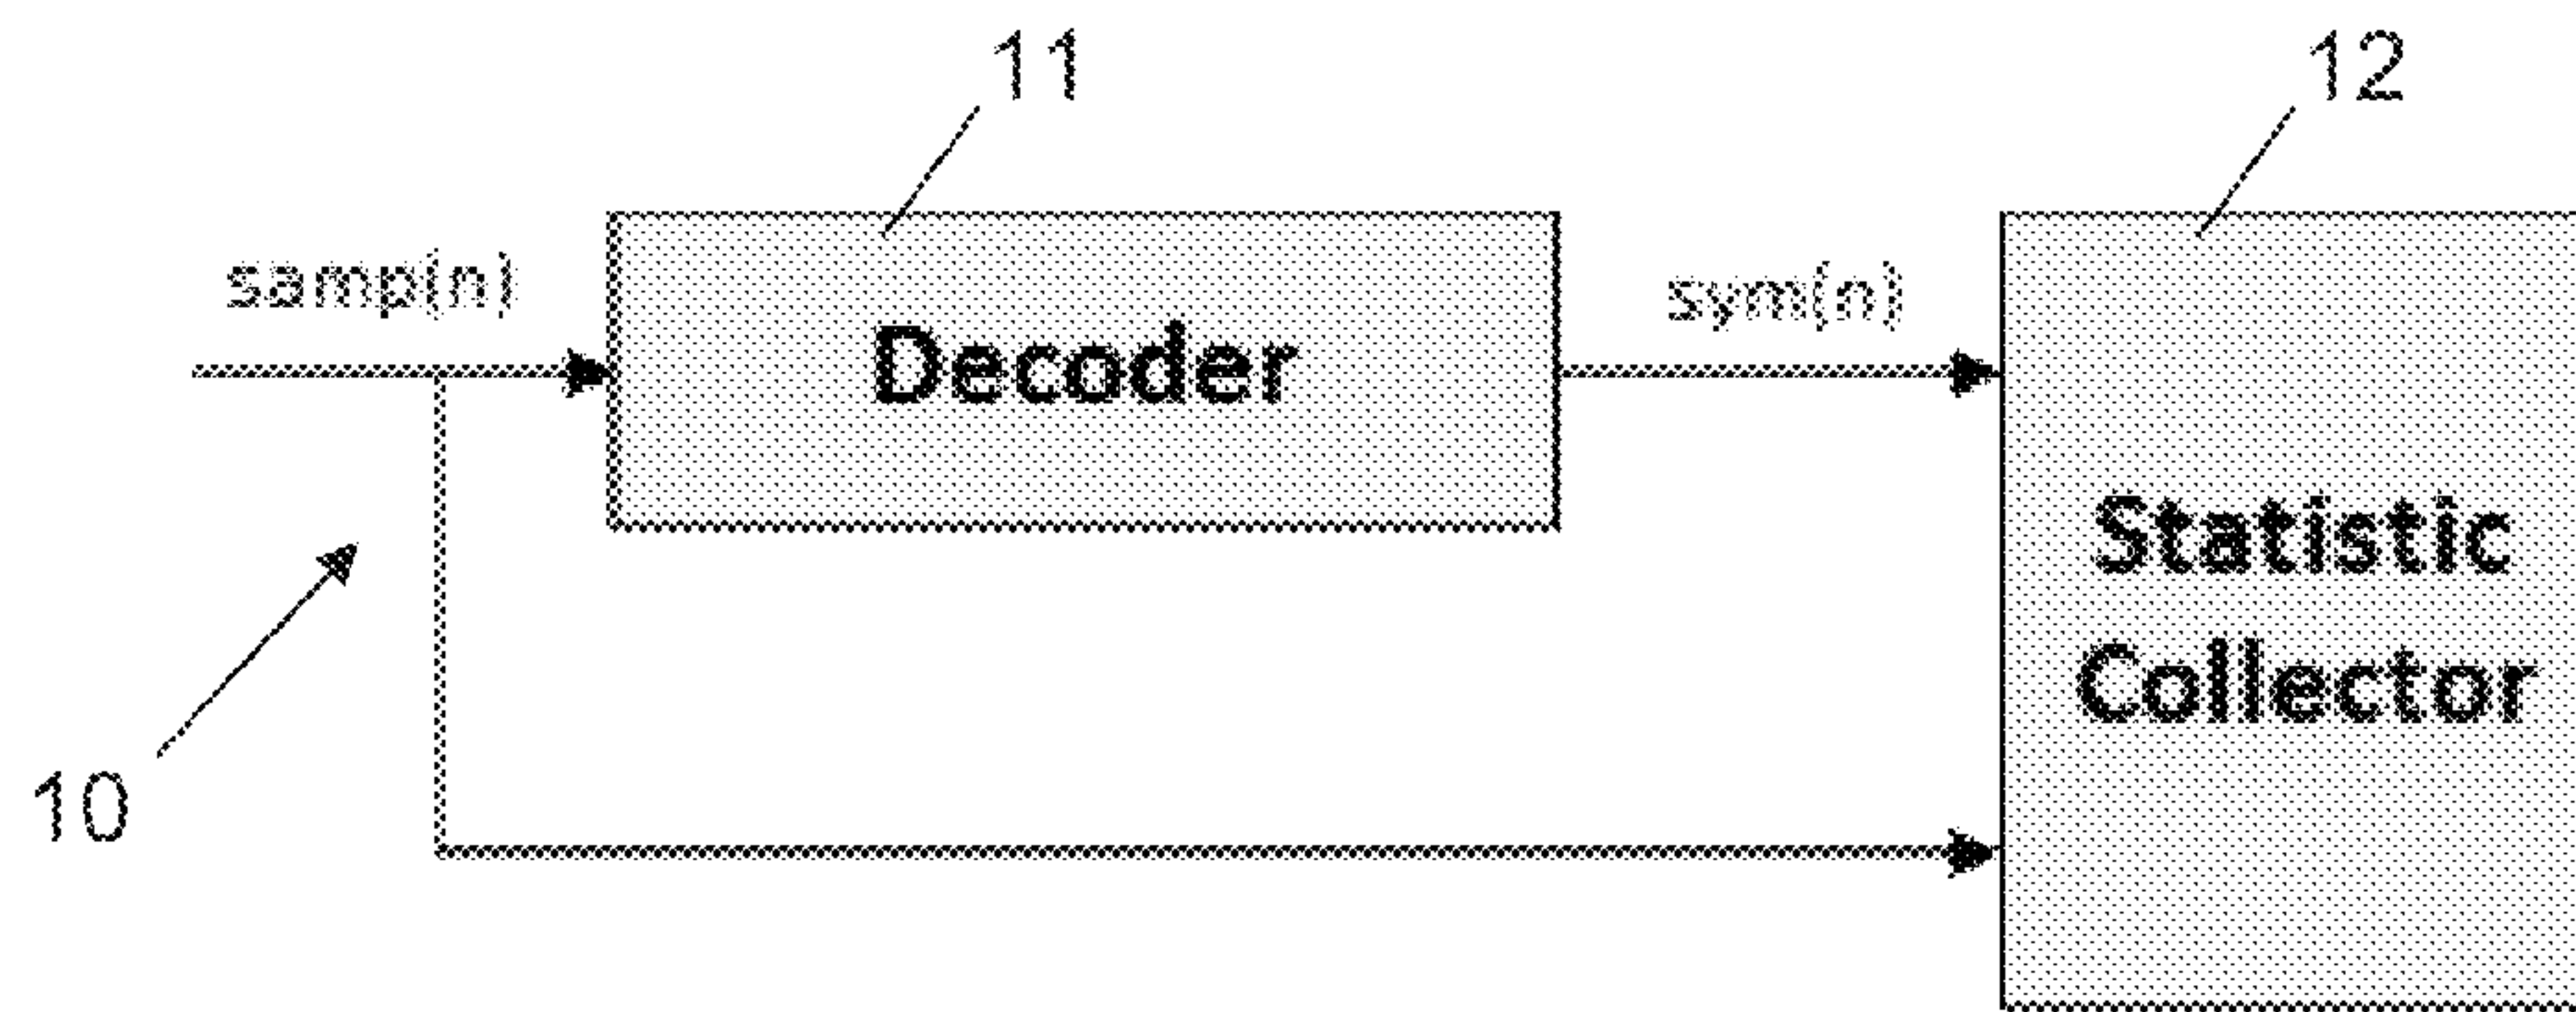 11
12
samp(n)
sym(n)
Decoder
Statistic
Collector
10